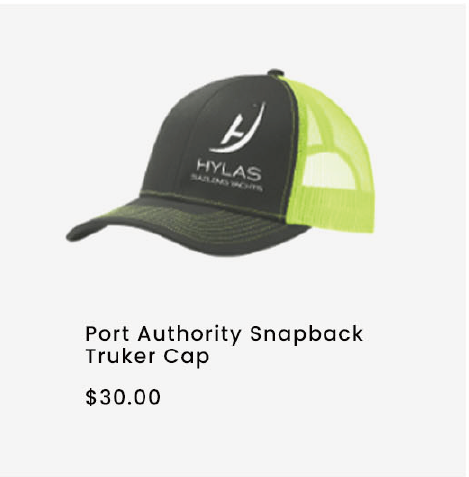 HYLAS
SAILING YACHTS
Port Authority Snapback
Truker Cap
$30.00